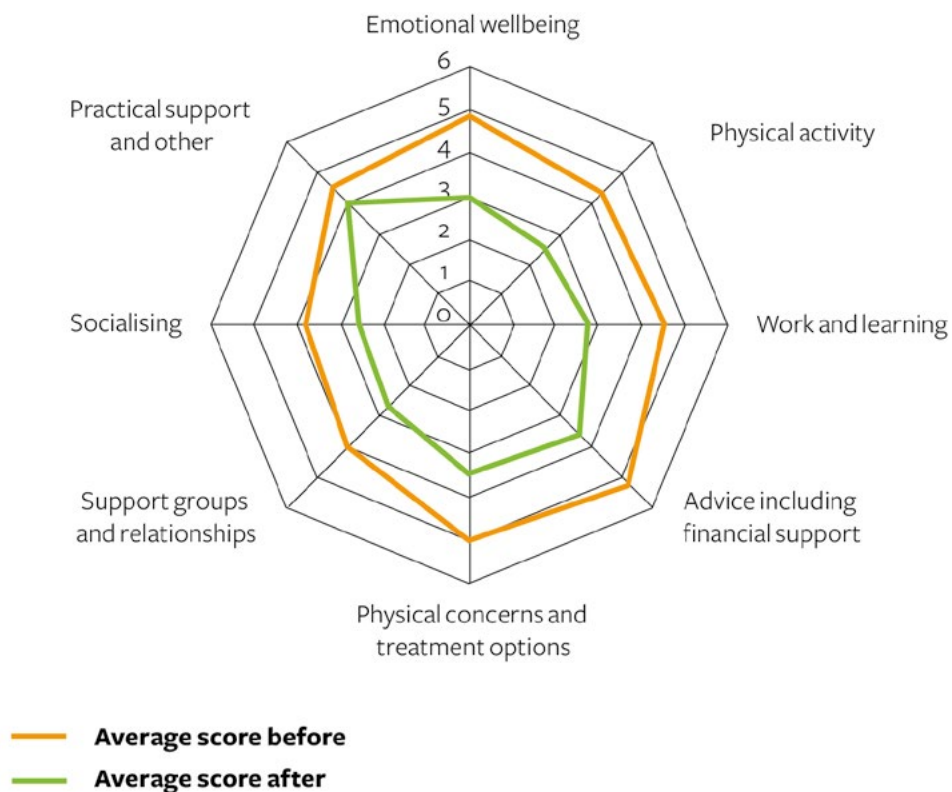 Emotional wellbeing
6
5
4
3
2
1
0
Practical support
and other
Physical activity
Socialising
Work and learning
Support groups
and relationships
Advice including
financial support
Physical concerns and
treatment options
Average score before
Average score after